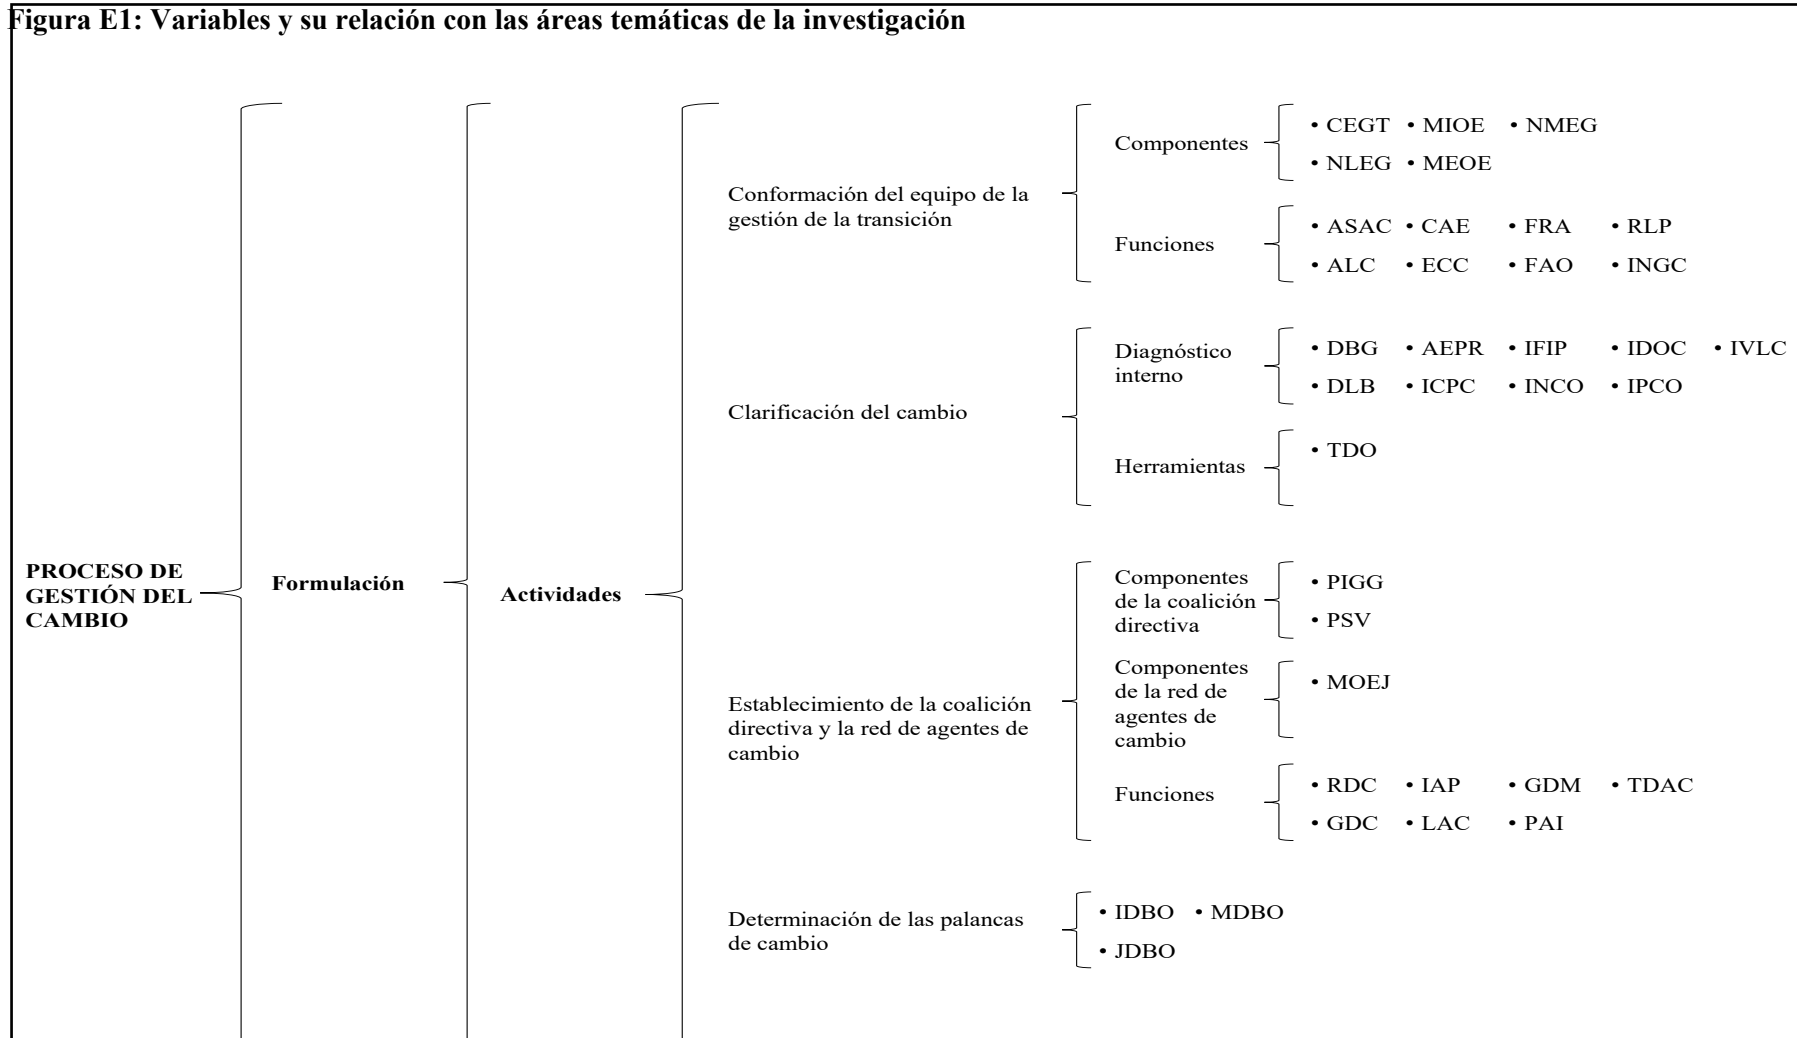 Figura E1: Variables y su relación con las áreas temáticas de la investigación
PROCESO DE
GESTIÓN DEL
CAMBIO
Formulación
Actividades
Conformación del equipo de la
gestión de la transición
Componentes
• CEGT • MIOE • NMEG
• NLEG • MEOE
Funciones
• ASAC • CAE • FRA • RLP
• ALC • ECC • FAO • INGC
Clarificación del cambio
Diagnóstico
interno
• DBG • AEPR • IFIP • IDOC • IVLC
• DLB • ICPC • INCO • IPCO
Herramientas
• TDO
Establecimiento de la coalición
directiva y la red de agentes de
cambio
Componentes
de la coalición
directiva
• PIGG
• PSV
Componentes
de la red de
agentes de
cambio
• MOEJ
Funciones
• RDC • IAP • GDM • TDAC
• GDC • LAC • PAI
Determinación de las palancas
de cambio
• IDBO • MDBO
• JDBO